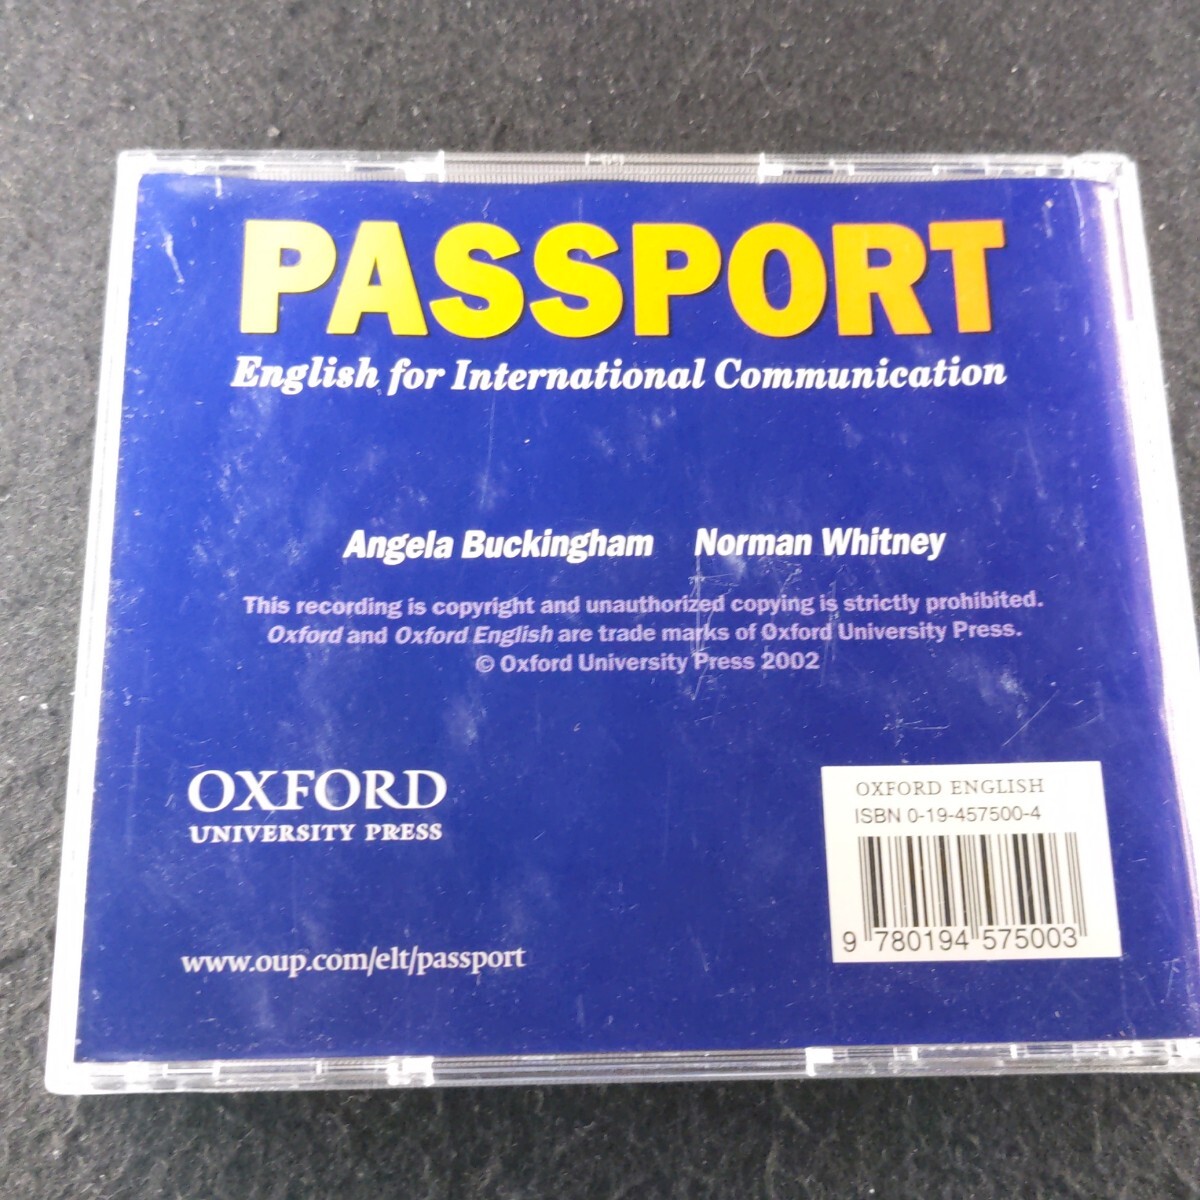 PASSPORT
English for International Communication
Angela Buckingham Norman Whitney
This recording is copyright and unauthorized copying is strictly prohibited.
Oxford and Oxford English are trade marks of Oxford University Press.
© Oxford University Press 2002
OXFORD
UNIVERSITY PRESS
www.oup.com/elt/passport
OXFORD ENGLISH
ISBN 0-19-457500-4
9 780194 575003